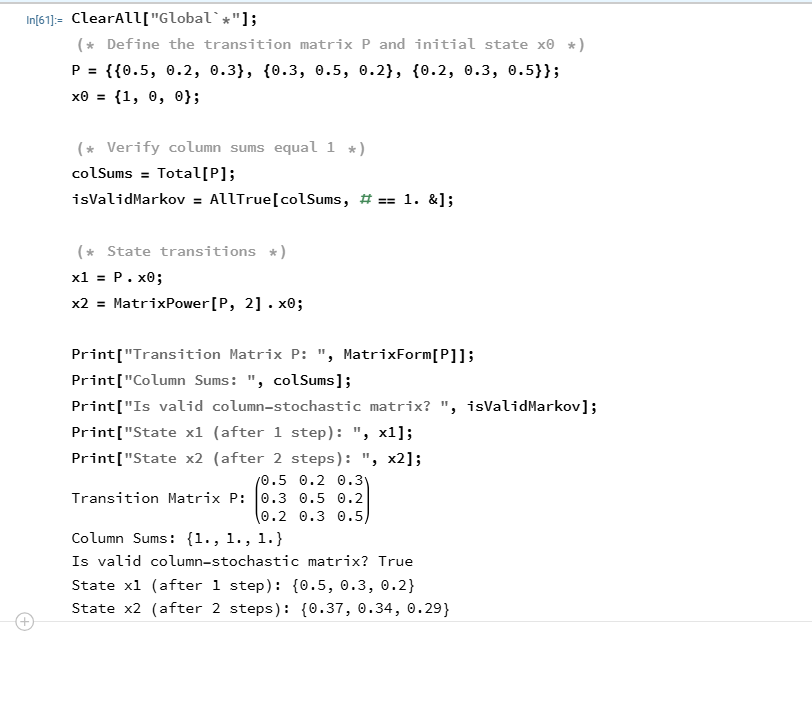 In[61]:= ClearAll["Global`*"];
(* Define the transition matrix P and initial state x0 *)
P = {{0.5, 0.2, 0.3}, {0.3, 0.5, 0.2}, {0.2, 0.3, 0.5}};
x0 = {1, 0, 0};
(* Verify column sums equal 1 *)
colSums = Total[P];
isValidMarkov = AllTrue[colSums, # == 1. &];
(* State transitions *)
x1 = P . x0;
x2 = MatrixPower[P, 2] . x0;
Print["Transition Matrix P: ", MatrixForm[P]];
Print["Column Sums: ", colSums];
Print["Is valid column-stochastic matrix? ", isValidMarkov];
Print["State x1 (after 1 step): ", x1];
Print["State x2 (after 2 steps): ", x2];
0.5 0.2 0.3
Transition Matrix P: 0.3 0.5 0.2
0.2 0.3 0.5
Column Sums: {1., 1., 1.}
Is valid column-stochastic matrix? True
State x1 (after 1 step): {0.5, 0.3, 0.2}
State x2 (after 2 steps): {0.37, 0.34, 0.29}